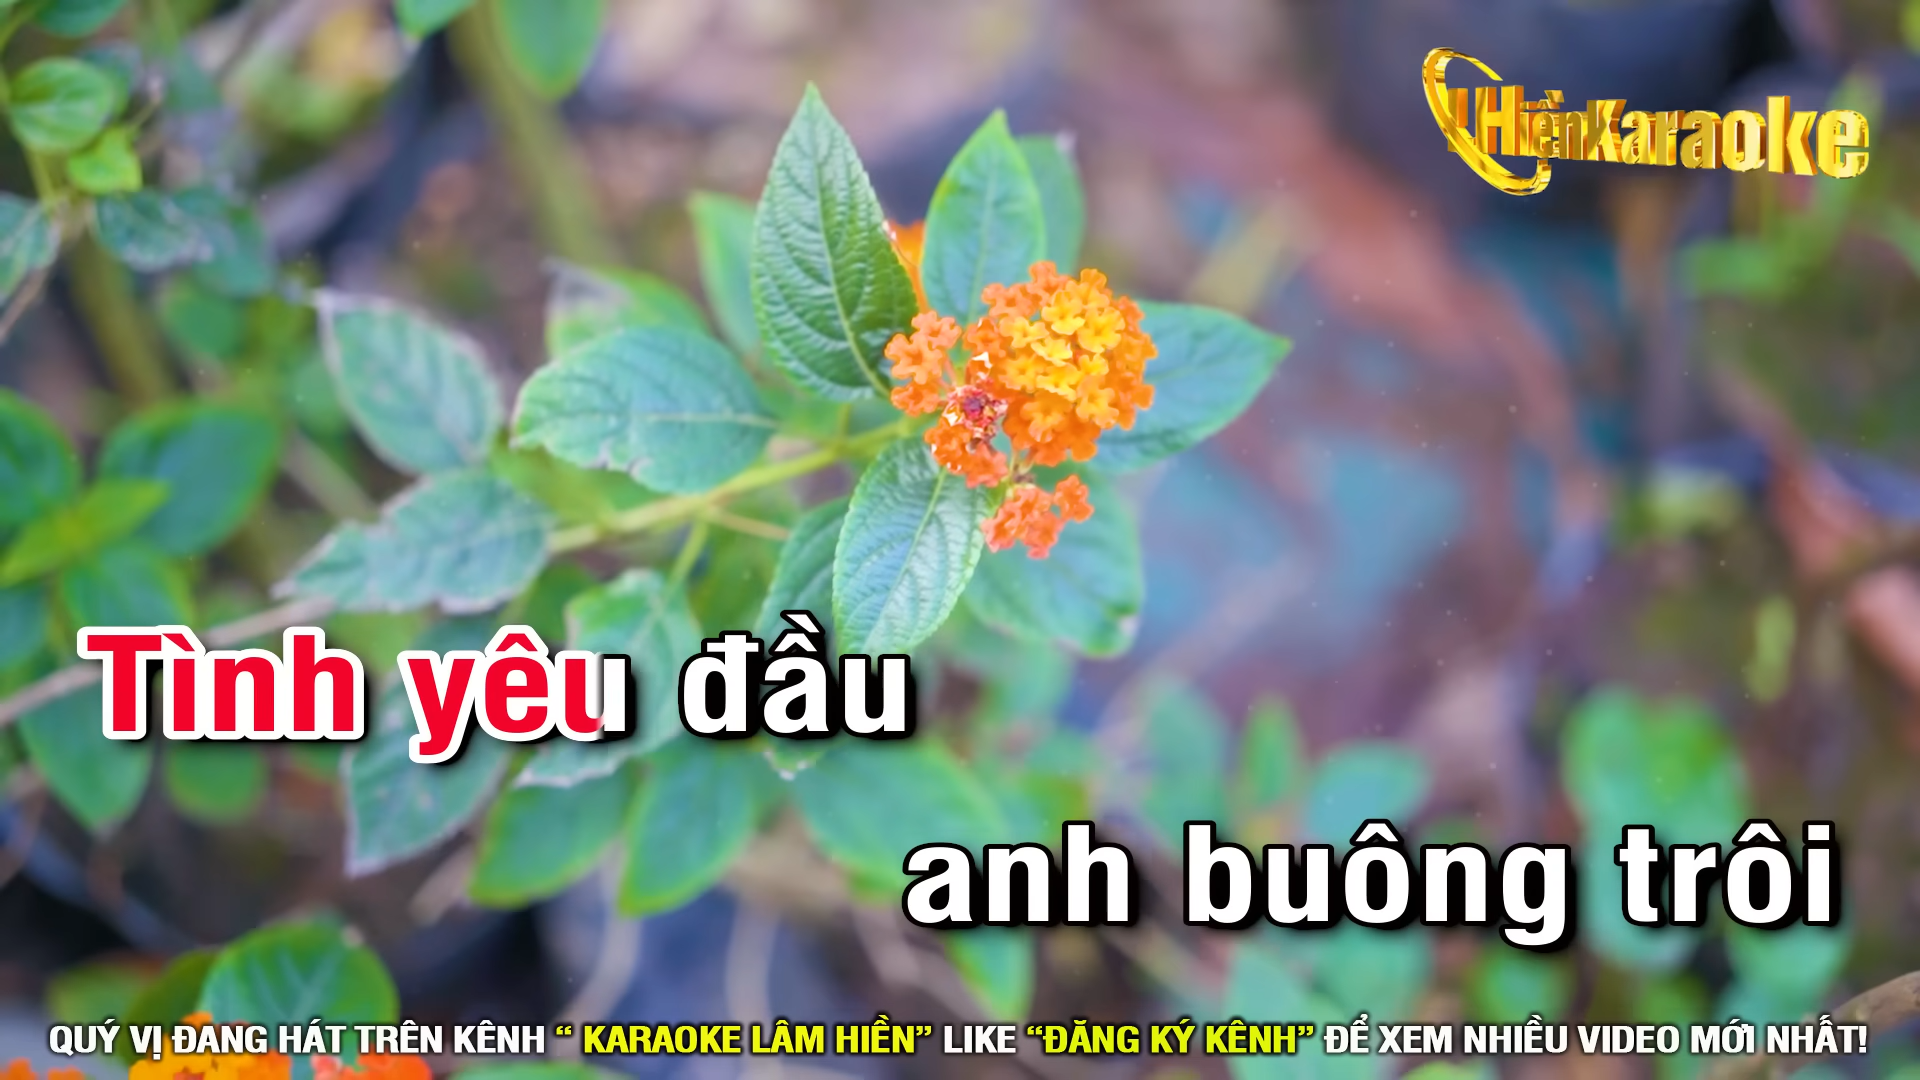 HiềnKaraoke
Tình yêu đầu
anh buông trôi
QUÝ VỊ ĐANG HÁT TRÊN KÊNH “ KARAOKE LÂM HIỀN” LIKE “ĐĂNG KÝ KÊNH” ĐỂ XEM NHIỀU VIDEO MỚI NHẤT!